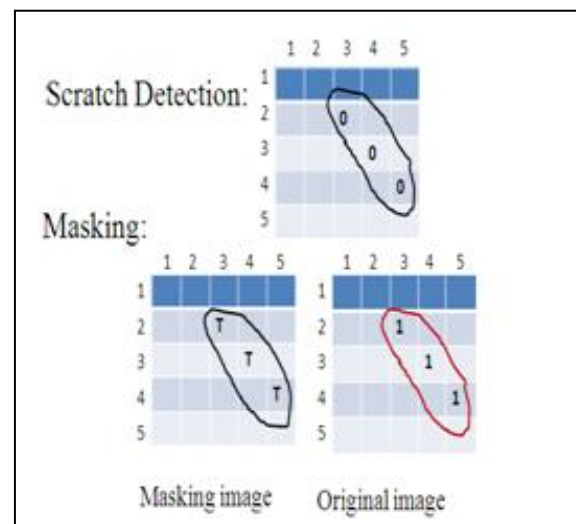 1 2 3 4 5
1
Scratch Detection:
2 0
3 0
4 0
5
Masking:
1 2 3 4 5 1 2 3 4 5
1 1
2 T 2 1
3 T 3 1
4 T 4 1
5 5
Masking image Original image